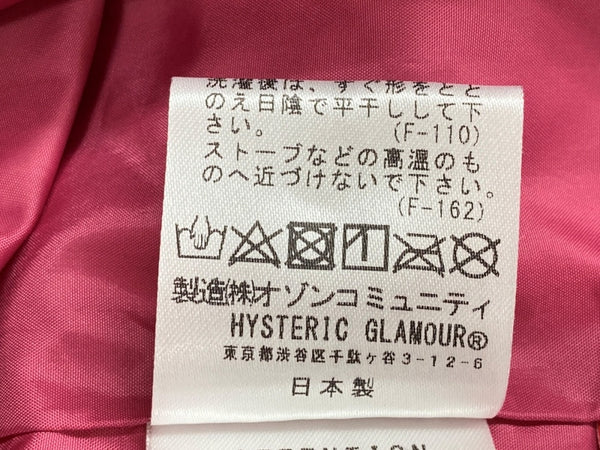 洗濯後は、すぐ形をとと
のえ日陰で平干しして下
さい。 (F-110)
ストーブなどの高温のも
のへ近づけないで下さい。
(F-162)
製造(株)オゾンコミュニティ
HYSTERIC GLAMOUR®
東京都渋谷区千駄ヶ谷3-12-6
日本製